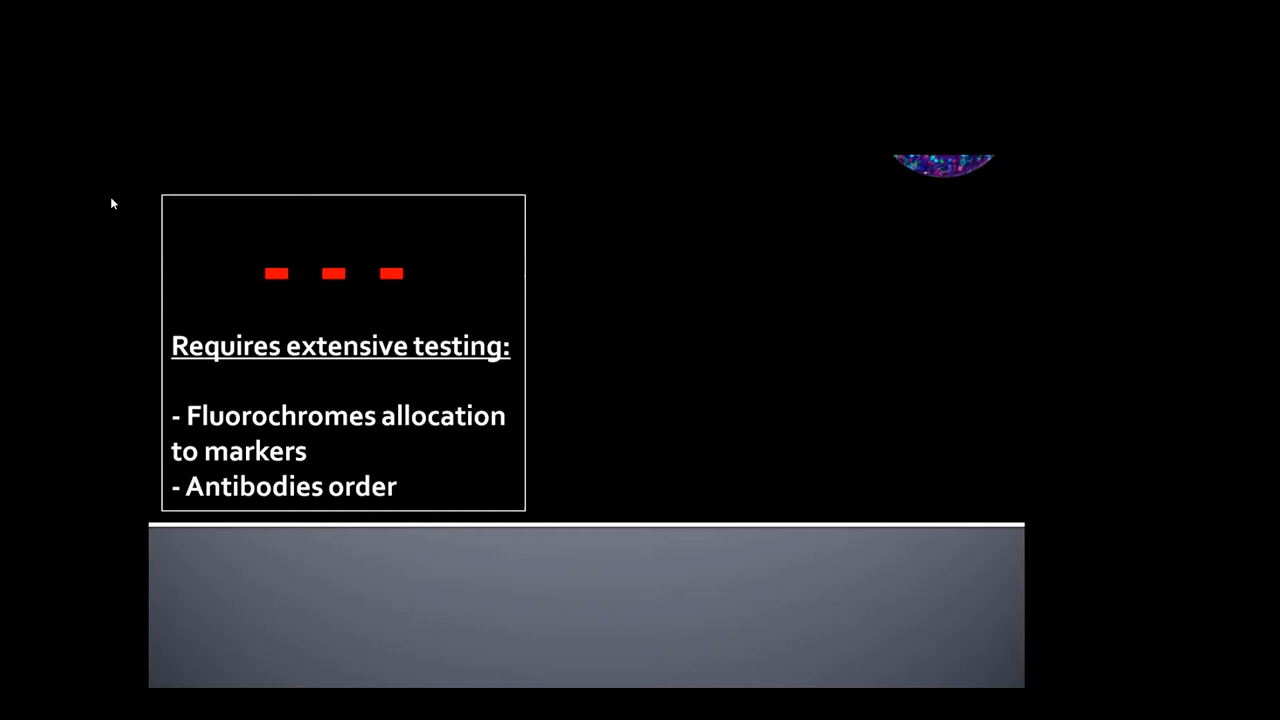 - - -
Requires extensive testing:
- Fluorochromes allocation
to markers
- Antibodies order